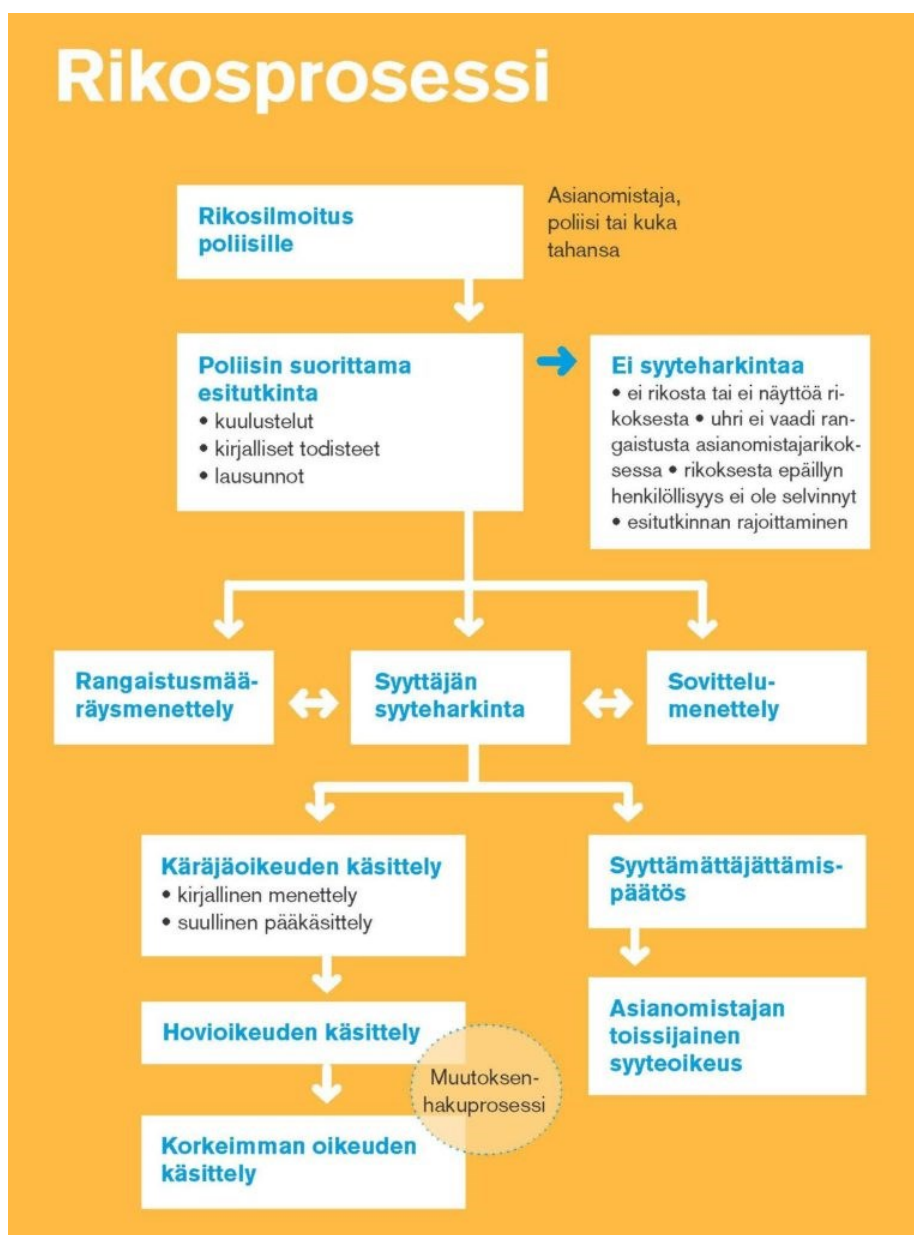 Rikosprosessi
Rikosilmoitus
poliisille
Asianomistaja,
poliisi tai kuka
tahansa
Poliisin suorittama
esitutkinta
• kuulustelut
• kirjalliset todisteet
• lausunnot
Ei syyteharkintaa
• ei rikosta tai ei näyttöä ri-
koksesta • uhri ei vaadi ran-
gaistusta asianomistajarikok-
sessa • rikoksesta epäillyn
henkilöllisyys ei ole selvinnyt
• esitutkinnan rajoittaminen
Rangaistusmää-
räysmenettely
Syyttäjän
syyteharkinta
Sovittelu-
menettely
Käräjäoikeuden käsittely
• kirjallinen menettely
• suullinen pääkäsittely
Syyttämättäjättämis-
päätös
Hovioikeuden käsittely
Asianomistajan
toissijainen
syyteoikeus
Muutoksen-
hakuprosessi
Korkeimman oikeuden
käsittely